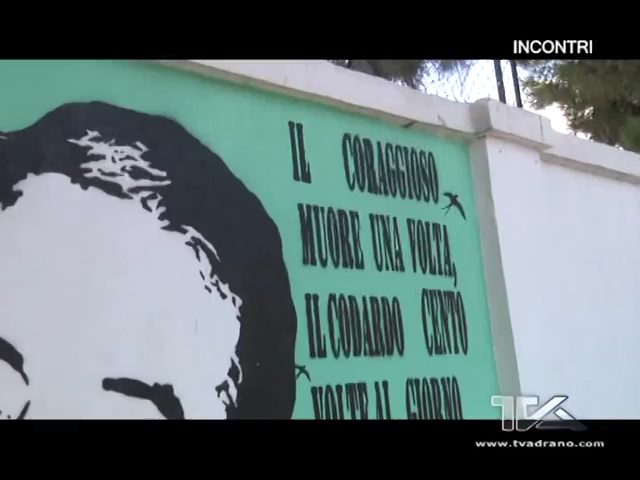 INCONTRI
IL CORAGGIOSO
MUORE UNA VOLTA,
IL CODARDO CENTO
VOLTE AL GIORNO
TVA
www.tvadrano.com